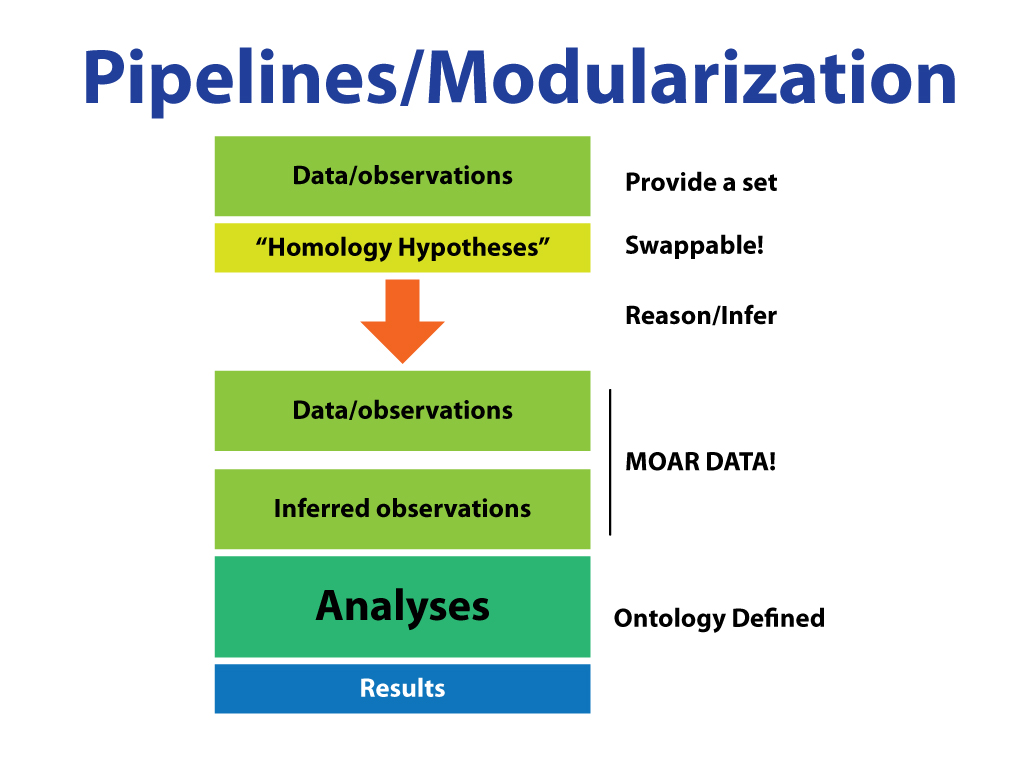 Pipelines/Modularization
Data/observations
Provide a set
“Homology Hypotheses”
Swappable!
Reason/Infer
Data/observations
MOAR DATA!
Inferred observations
Analyses
Ontology Defined
Results